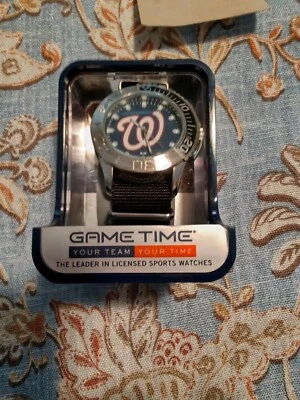 W
GAME TIME®
YOUR TEAM YOUR TIME
THE LEADER IN LICENSED SPORTS WATCHES